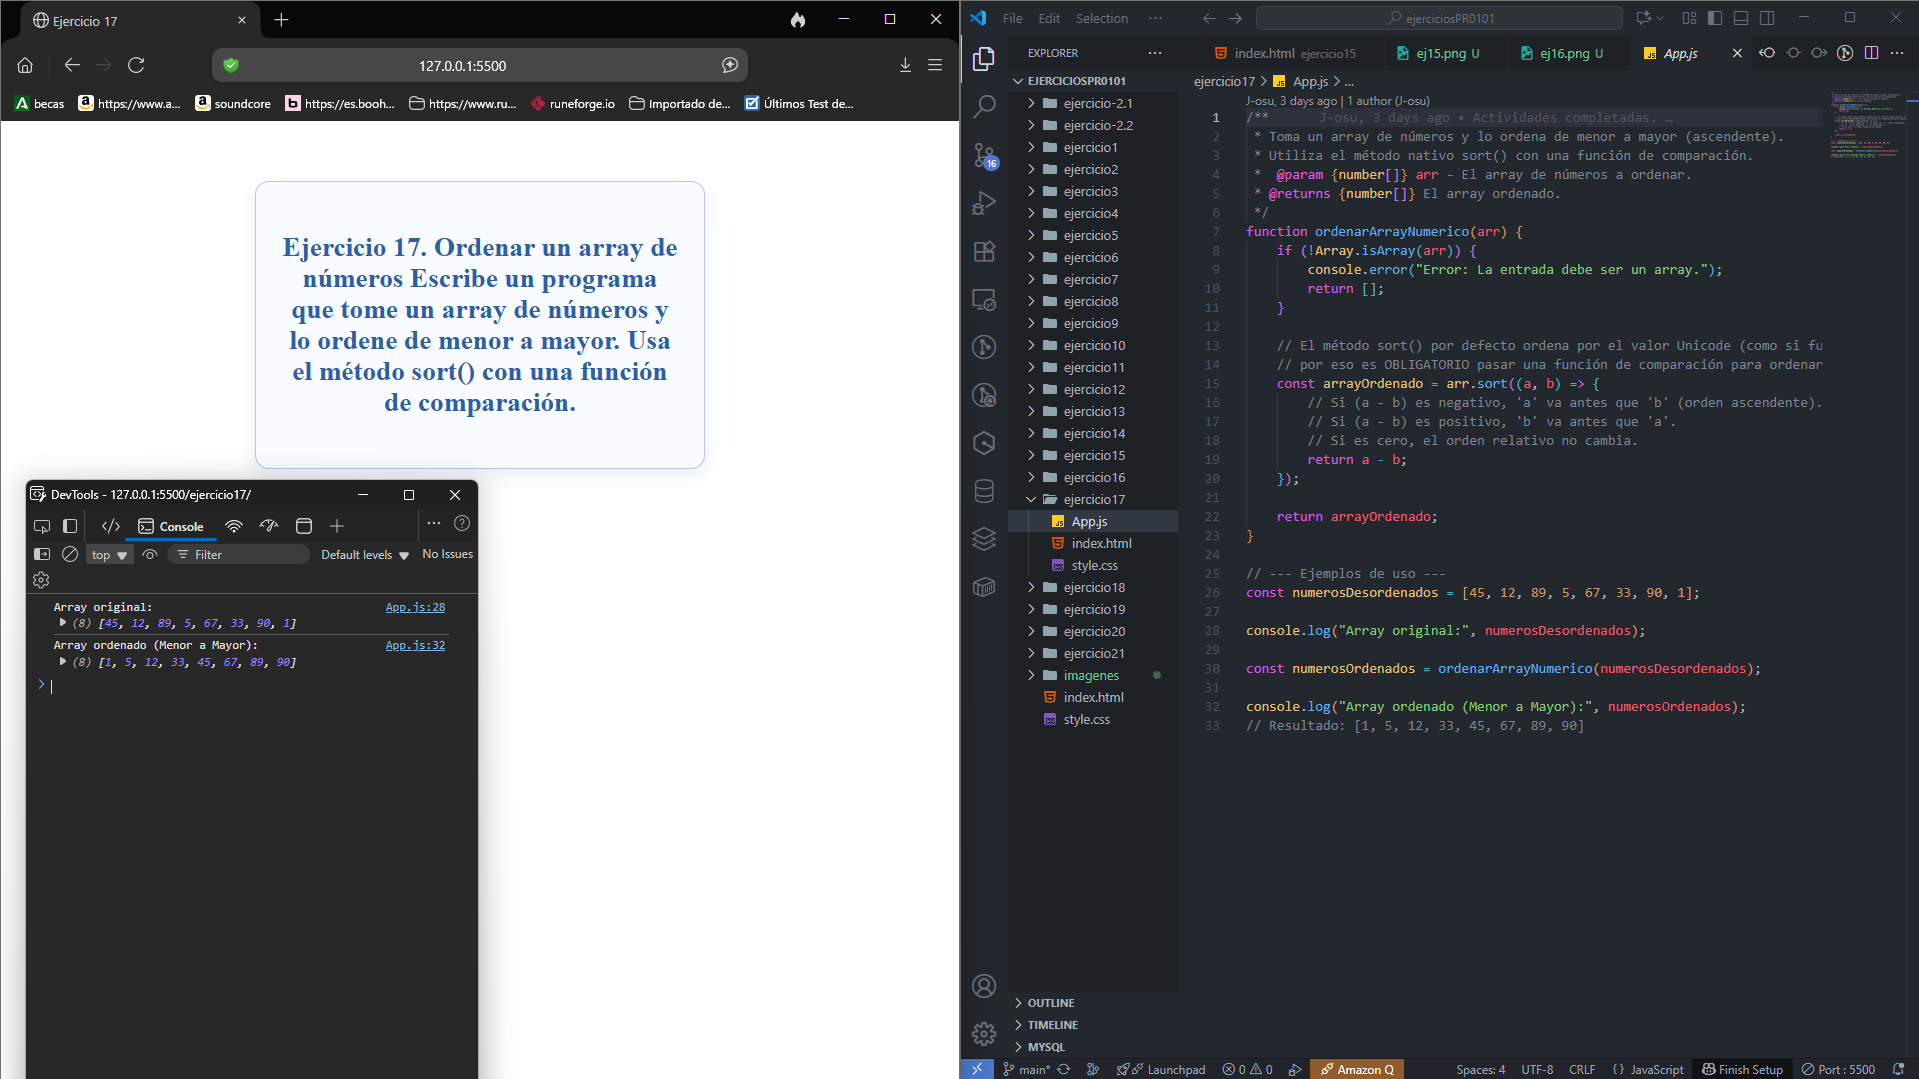 Ejercicio 17
127.0.0.1:5500
becas
https://www.a...
soundcore
https://es.booh...
https://www.ru...
runeforge.io
Importado de...
Últimos Test de...
Ejercicio 17. Ordenar un array de
números Escribe un programa
que tome un array de números y
lo ordene de menor a mayor. Usa
el método sort() con una función
de comparación.
DevTools - 127.0.0.1:5500/ejercicio17/
Console
top
Filter
Default levels
No Issues
Array original: App.js:28
(8) [45, 12, 89, 5, 67, 33, 90, 1]
Array ordenado (Menor a Mayor): App.js:32
(8) [1, 5, 12, 33, 45, 67, 89, 90]
File Edit Selection ...
ejerciciosPR0101
EXPLORER
EJERCICIOSPR0101
ejercicio-2.1
ejercicio-2.2
ejercicio1
ejercicio2
ejercicio3
ejercicio4
ejercicio5
ejercicio6
ejercicio7
ejercicio8
ejercicio9
ejercicio10
ejercicio11
ejercicio12
ejercicio13
ejercicio14
ejercicio15
ejercicio16
ejercicio17
App.js
index.html
style.css
ejercicio18
ejercicio19
ejercicio20
ejercicio21
imagenes
index.html
style.css
OUTLINE
TIMELINE
MYSQL
16
index.html ejercicio15
ej15.png U
ej16.png U
App.js
ejercicio17 > App.js > ...
J-osu, 3 days ago | 1 author (J-osu)
1 /** J-osu, 3 days ago • Actividades completadas. …
2 * Toma un array de números y lo ordena de menor a mayor (ascendente).
3 * Utiliza el método nativo sort() con una función de comparación.
4 * @param {number[]} arr - El array de números a ordenar.
5 * @returns {number[]} El array ordenado.
6 */
7 function ordenarArrayNumerico(arr) {
8 if (!Array.isArray(arr)) {
9 console.error("Error: La entrada debe ser un array.");
10 return [];
11 }
12
13 // El método sort() por defecto ordena por el valor Unicode (como si fu
14 // por eso es OBLIGATORIO pasar una función de comparación para ordenar
15 const arrayOrdenado = arr.sort((a, b) => {
16 // Si (a - b) es negativo, 'a' va antes que 'b' (orden ascendente).
17 // Si (a - b) es positivo, 'b' va antes que 'a'.
18 // Si es cero, el orden relativo no cambia.
19 return a - b;
20 });
21
22 return arrayOrdenado;
23 }
24
25 // --- Ejemplos de uso ---
26 const numerosDesordenados = [45, 12, 89, 5, 67, 33, 90, 1];
27
28 console.log("Array original:", numerosDesordenados);
29
30 const numerosOrdenados = ordenarArrayNumerico(numerosDesordenados);
31
32 console.log("Array ordenado (Menor a Mayor):", numerosOrdenados);
33 // Resultado: [1, 5, 12, 33, 45, 67, 89, 90]
main*
Launchpad
0 0
Amazon Q
Spaces: 4
UTF-8
CRLF
{} JavaScript
Finish Setup
Port : 5500